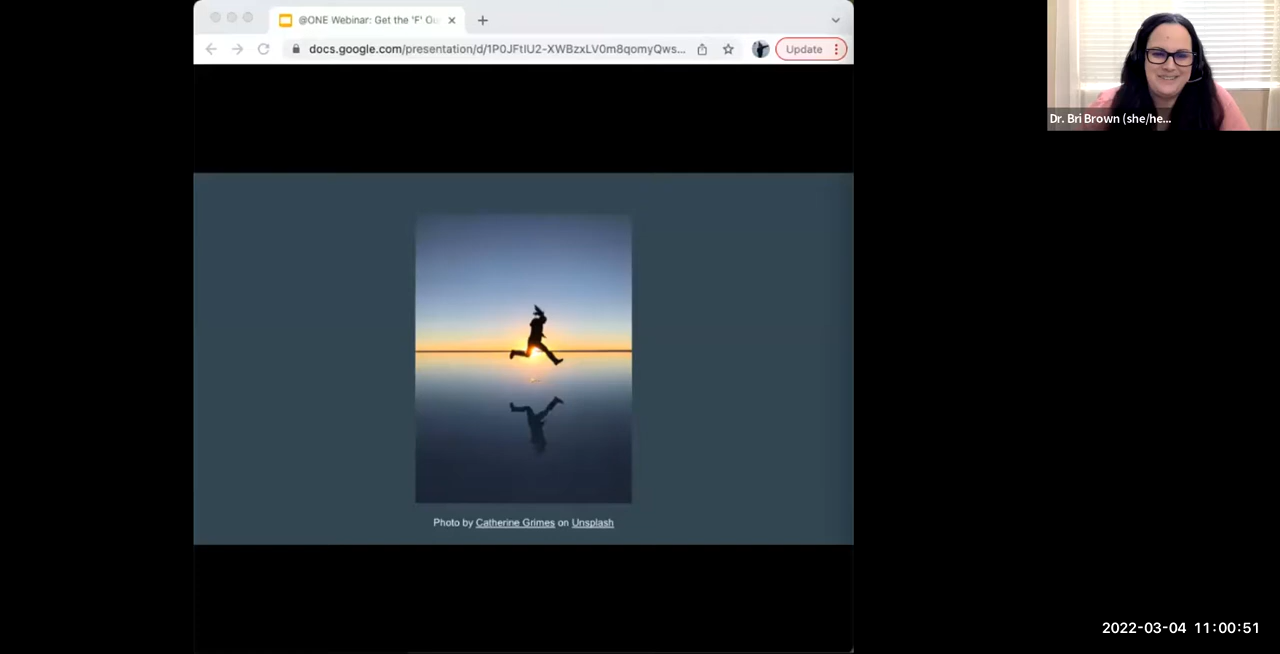 @ONE Webinar: Get the 'F' Ou
docs.google.com/presentation/d/1P0JFtIU2-XWBzxLV0m8qomyQws...
Update
Dr. Bri Brown (she/he...
Photo by Catherine Grimes on Unsplash
2022-03-04 11:00:51